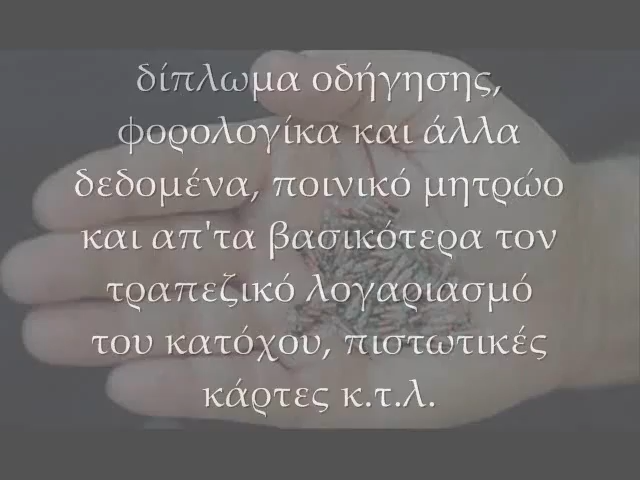 δίπλωμα οδήγησης,
φορολογίκα και άλλα
δεδομένα, ποινικό μητρώο
και απ'τα βασικότερα τον
τραπεζικό λογαριασμό
του κατόχου, πιστωτικές
κάρτες κ.τ.λ.